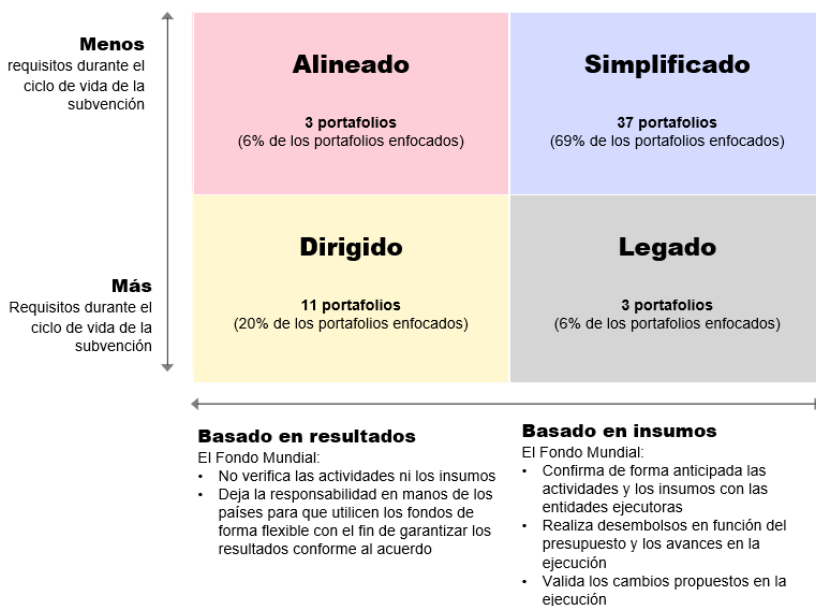 Menos
requisitos durante el
ciclo de vida de la
subvención
Alineado
3 portafolios
(6% de los portafolios enfocados)
Simplificado
37 portafolios
(69% de los portafolios enfocados)
Más
Requisitos durante el
ciclo de vida de la
subvención
Dirigido
11 portafolios
(20% de los portafolios enfocados)
Legado
3 portafolios
(6% de los portafolios enfocados)
Basado en resultados
El Fondo Mundial:
• No verifica las actividades ni los insumos
• Deja la responsabilidad en manos de los
países para que utilicen los fondos de
forma flexible con el fin de garantizar los
resultados conforme al acuerdo
Basado en insumos
El Fondo Mundial:
• Confirma de forma anticipada las
actividades y los insumos con las
entidades ejecutoras
• Realiza desembolsos en función del
presupuesto y los avances en la
ejecución
• Valida los cambios propuestos en la
ejecución